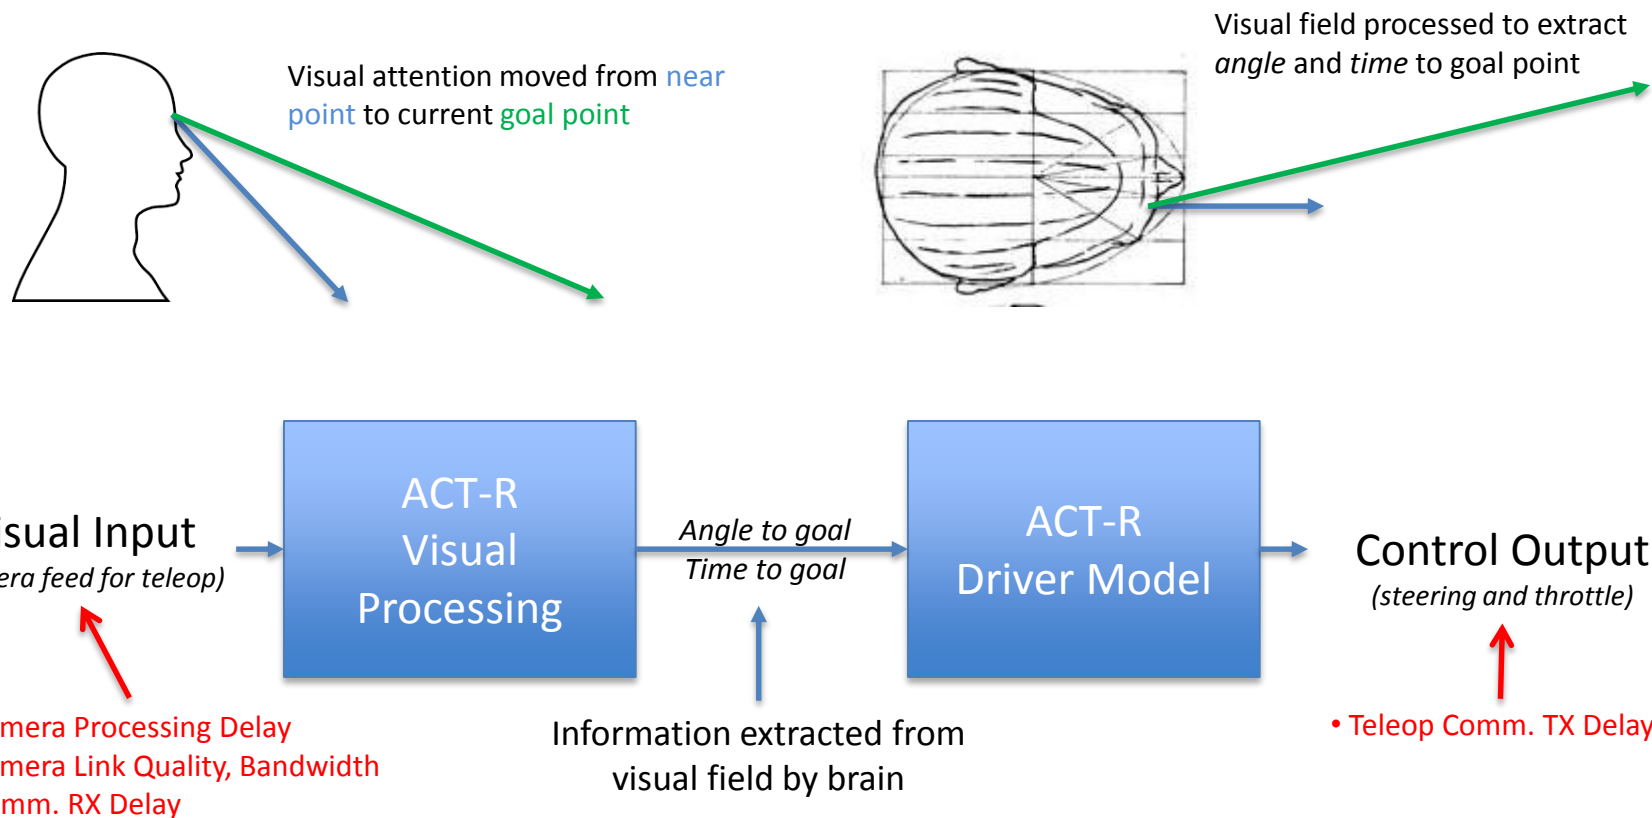 Visual attention moved from near
point to current goal point
Visual field processed to extract
angle and time to goal point
isual Input
era feed for teleop)
ACT-R
Visual
Processing
Angle to goal
Time to goal
ACT-R
Driver Model
Control Output
(steering and throttle)
mera Processing Delay
mera Link Quality, Bandwidth
mm. RX Delay
Information extracted from
visual field by brain
• Teleop Comm. TX Delay